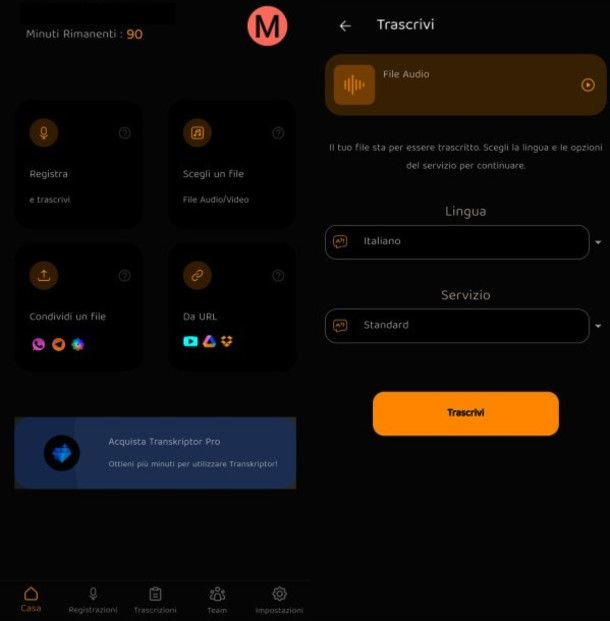 Minuti Rimanenti : 90
M
Registra
e trascrivi
Scegli un file
File Audio/Video
Condividi un file
Da URL
Acquista Transkriptor Pro
Ottieni più minuti per utilizzare Transkriptor!
Casa
Registrazioni
Trascrizioni
Team
Impostazioni
Trascrivi
File Audio
Il tuo file sta per essere trascritto. Scegli la lingua e le opzioni
del servizio per continuare.
Lingua
Italiano
Servizio
Standard
Trascrivi